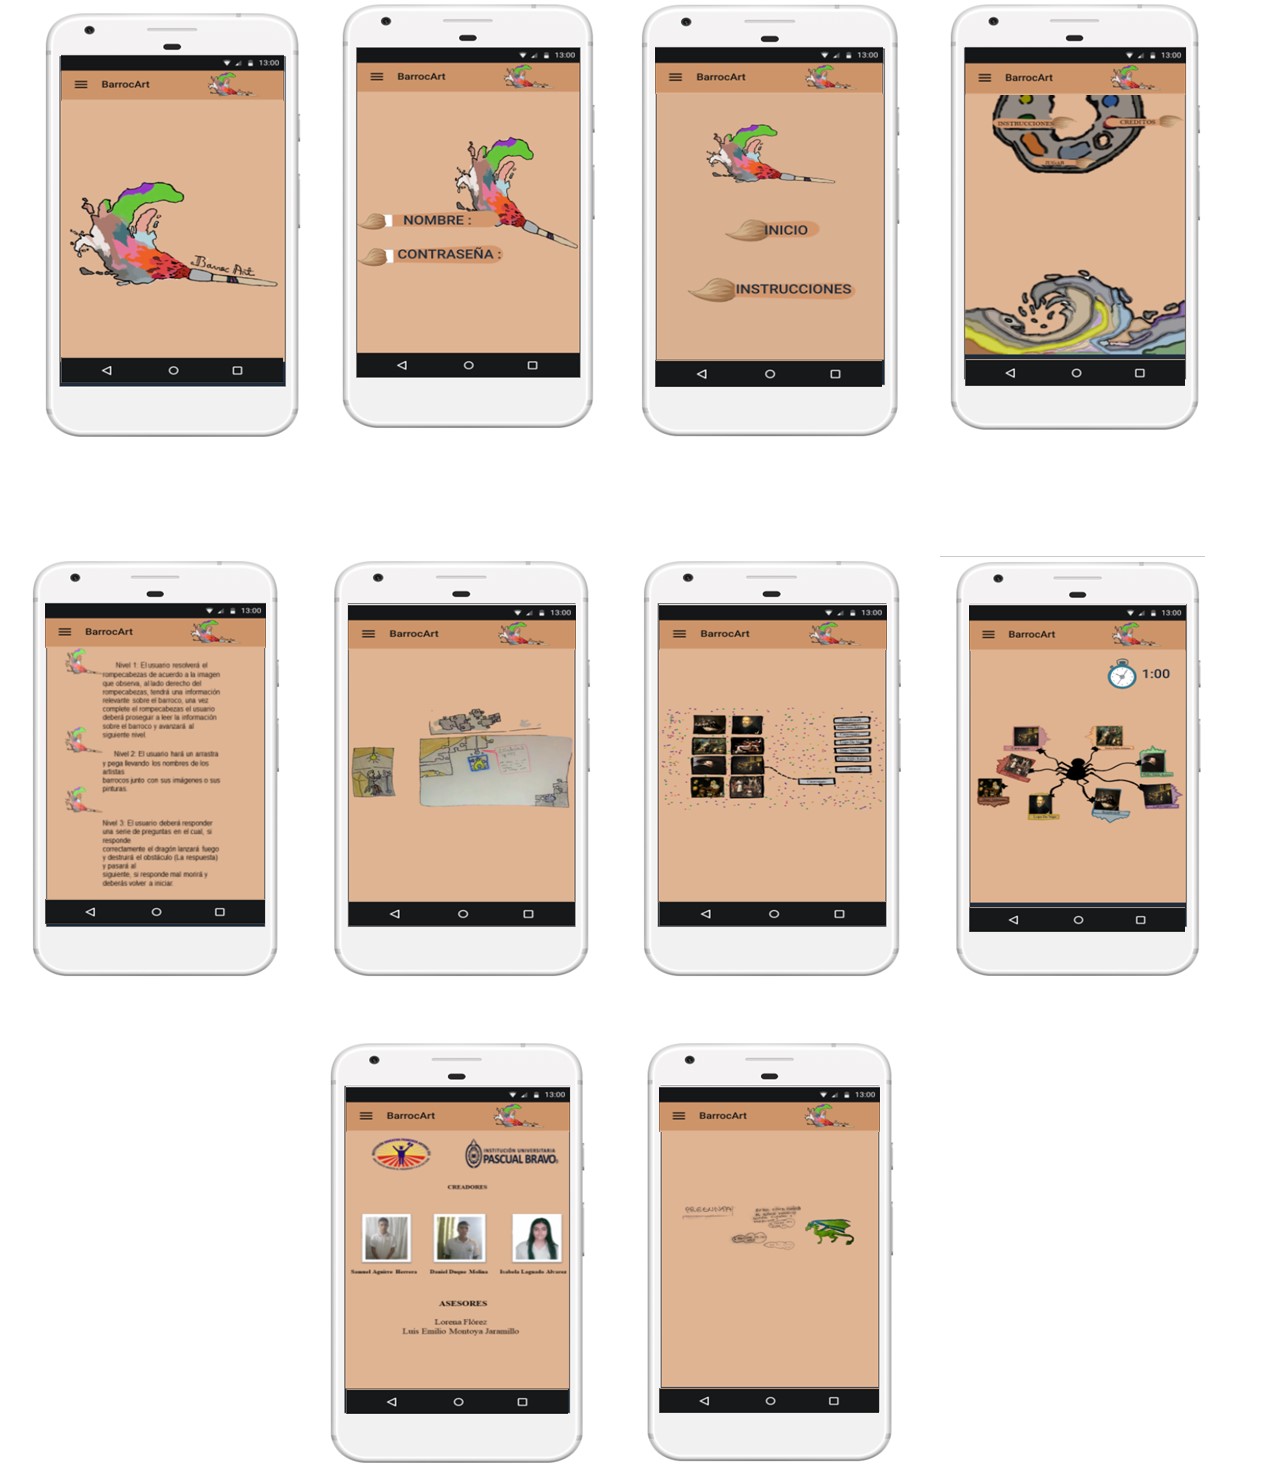 13:00
BarrocArt
Barroc Art
13:00
BarrocArt
NOMBRE :
CONTRASEÑA :
13:00
BarrocArt
INICIO
INSTRUCCIONES
13:00
BarrocArt
INSTRUCCIONES
CREDITOS
JUGAR
13:00
BarrocArt
Nivel 1: El usuario resolverá el
rompecabezas de acuerdo a la imagen
que observa, al lado derecho del
rompecabezas, tendrá una información
relevante sobre el barroco, una vez
complete el rompecabezas el usuario
deberá proseguir a leer la información
sobre el barroco y avanzará al
siguiente nivel.
Nivel 2: El usuario hará un arrastra
y pega llevando los nombres de los
artistas
barrocos junto con sus imágenes o sus
pinturas.
Nivel 3: El usuario deberá responder
una serie de preguntas en el cual, si
responde
correctamente el dragón lanzará fuego
y destruirá el obstáculo (La respuesta)
y pasará al
siguiente, si responde mal morirá y
deberás volver a iniciar.
13:00
BarrocArt
13:00
BarrocArt
13:00
BarrocArt
1:00
13:00
BarrocArt
INSTITUCIÓN UNIVERSITARIA
PASCUAL BRAVO
CREADORES
Samuel Aguirre Herrera
Daniel Duque Molina
Isabela Laguado Alvarez
ASESORES
Lorena Flórez
Luis Emilio Montoya Jaramillo
13:00
BarrocArt